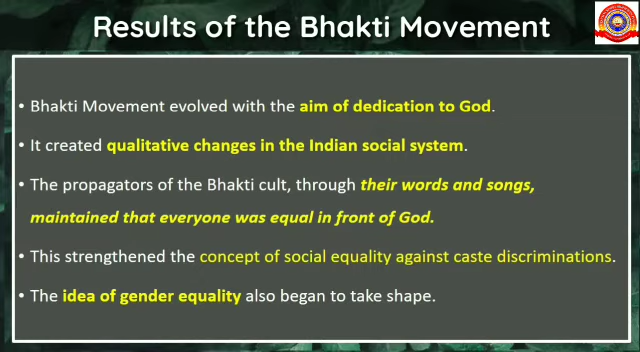 Results of the Bhakti Movement
• Bhakti Movement evolved with the aim of dedication to God.
• It created qualitative changes in the Indian social system.
• The propagators of the Bhakti cult, through their words and songs,
maintained that everyone was equal in front of God.
• This strengthened the concept of social equality against caste discriminations.
• The idea of gender equality also began to take shape.